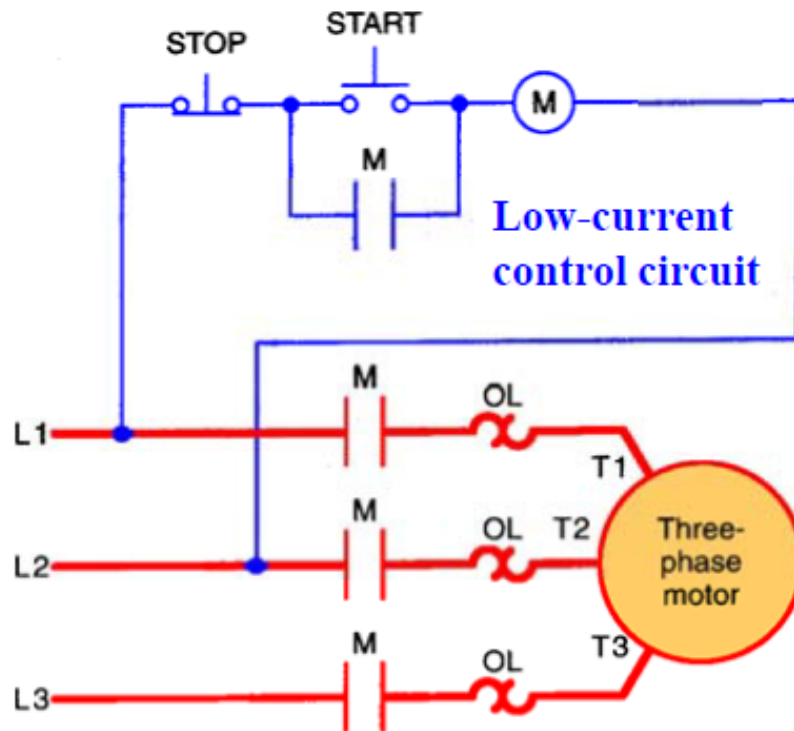 STOP
START
M
M
Low-current
control circuit
M
OL
L1
T1
M
OL
T2
L2
Three-
phase
motor
M
OL
T3
L3